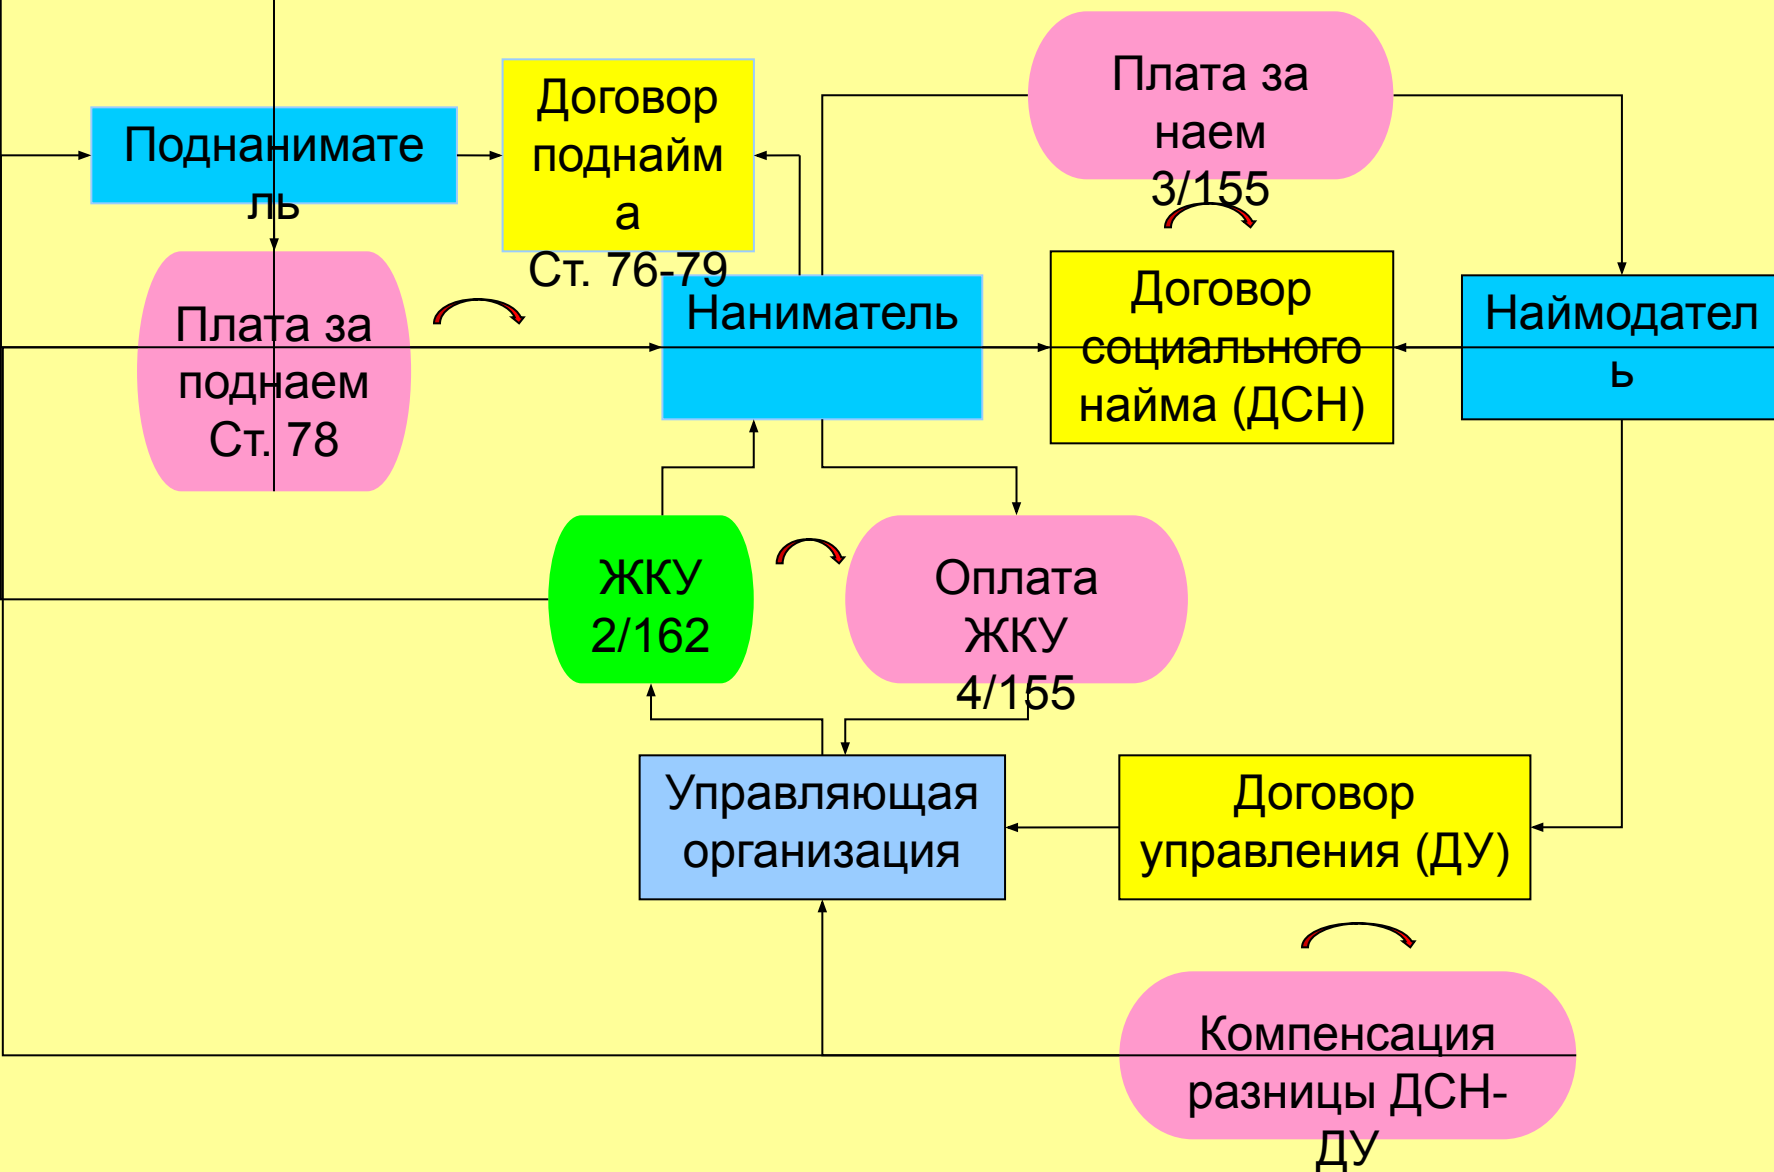 Поднанимате
ль
Договор
поднайм
а
Ст. 76-79
Плата за
наем
3/155
Плата за
поднаем
Ст. 78
Наниматель
Договор
социального
найма (ДСН)
Наймодател
ь
ЖКУ
2/162
Оплата
ЖКУ
4/155
Управляющая
организация
Договор
управления (ДУ)
Компенсация
разницы ДСН-
ДУ